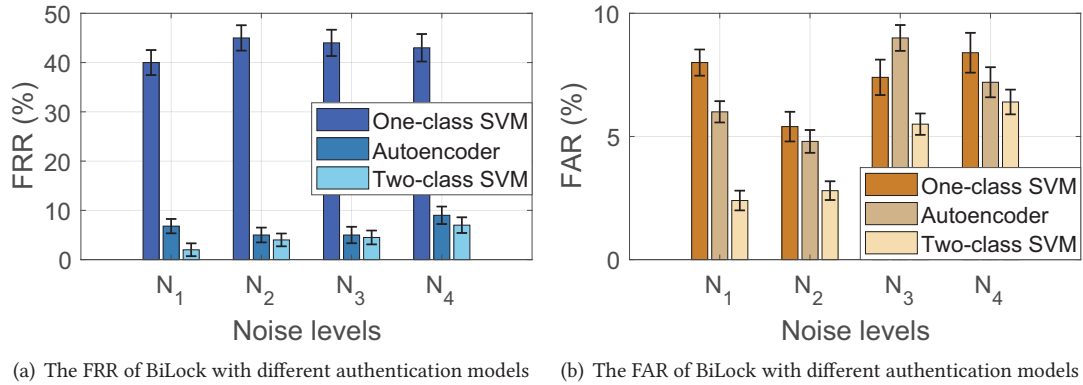 50
40
30
20
10
0
FRR (%)
One-class SVM
Autoencoder
Two-class SVM
N1 N2 N3 N4
Noise levels
(a) The FRR of BiLock with different authentication models
10
5
0
FAR (%)
One-class SVM
Autoencoder
Two-class SVM
N1 N2 N3 N4
Noise levels
(b) The FAR of BiLock with different authentication models